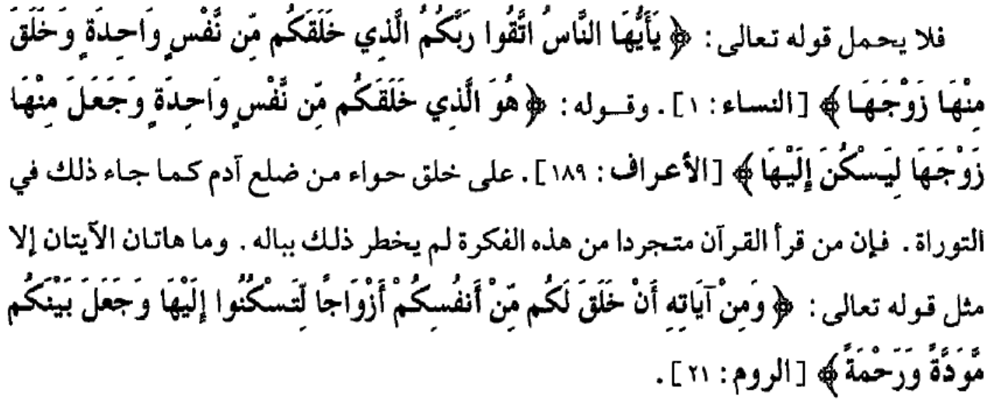 فلا يحمل قوله تعالى: ﴿ يَأَيُّهَا النَّاسُ اتَّقُوا رَبَّكُمُ الَّذِي خَلَقَكُم مِّن نَّفْسٍ وَاحِدَةٍ وَخَلَقَ
مِنْهَا زَوْجَهَا ﴾ [النساء: ١]. وقـوله: ﴿ هُوَ الَّذِي خَلَقَكُم مِّن نَّفْسٍ وَاحِدَةٍ وَجَعَلَ مِنْهَا
زَوْجَهَا لِيَسْكُنَ إِلَيْهَا ﴾ [الأعراف: ١٨٩]. على خلق حواء من ضلع آدم كما جاء ذلك في
التوراة. فإن من قرأ القرآن متجردا من هذه الفكرة لم يخطر ذلك بباله. وما هاتان الآيتان إلا
مثل قوله تعالى: ﴿ وَمِنْ آيَاتِهِ أَنْ خَلَقَ لَكُم مِّنْ أَنفُسِكُمْ أَزْوَاجًا لِّتَسْكُنُوا إِلَيْهَا وَجَعَلَ بَيْنَكُم
مَّوَدَّةً وَرَحْمَةً ﴾ [الروم: ٢١].